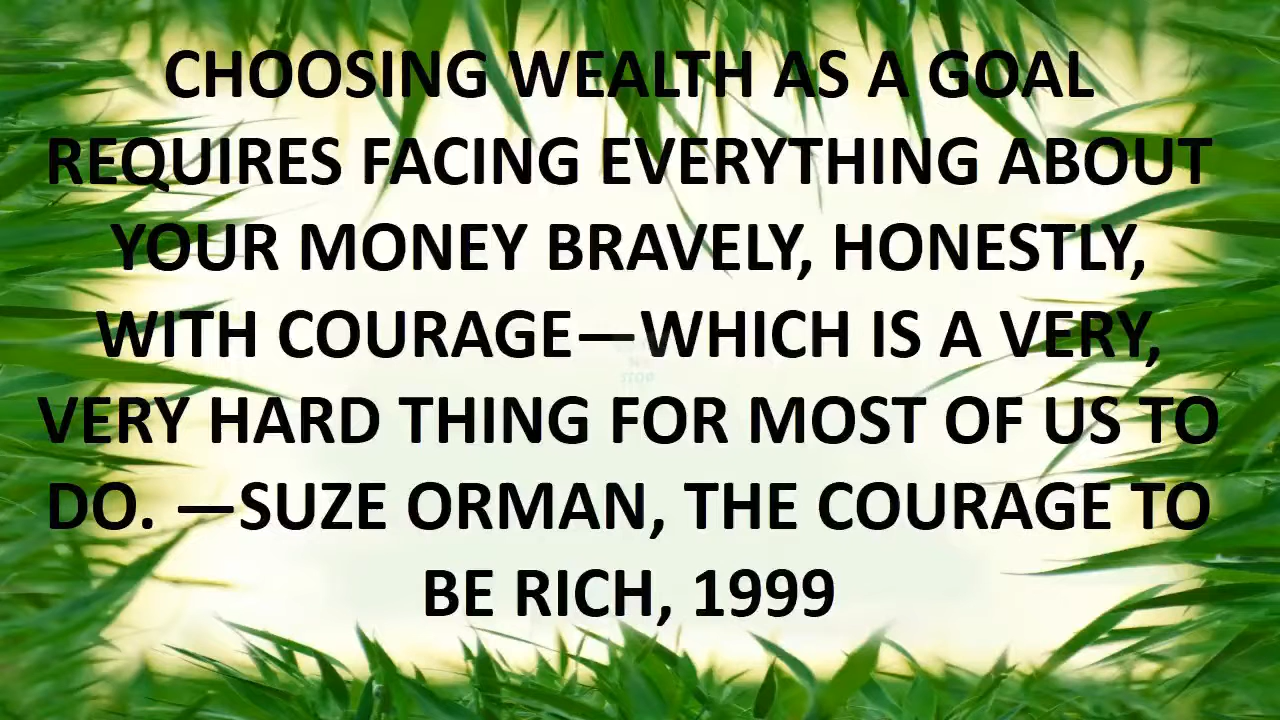 CHOOSING WEALTH AS A GOAL
REQUIRES FACING EVERYTHING ABOUT
YOUR MONEY BRAVELY, HONESTLY,
WITH COURAGE—WHICH IS A VERY,
VERY HARD THING FOR MOST OF US TO
DO. —SUZE ORMAN, THE COURAGE TO
BE RICH, 1999
STOP